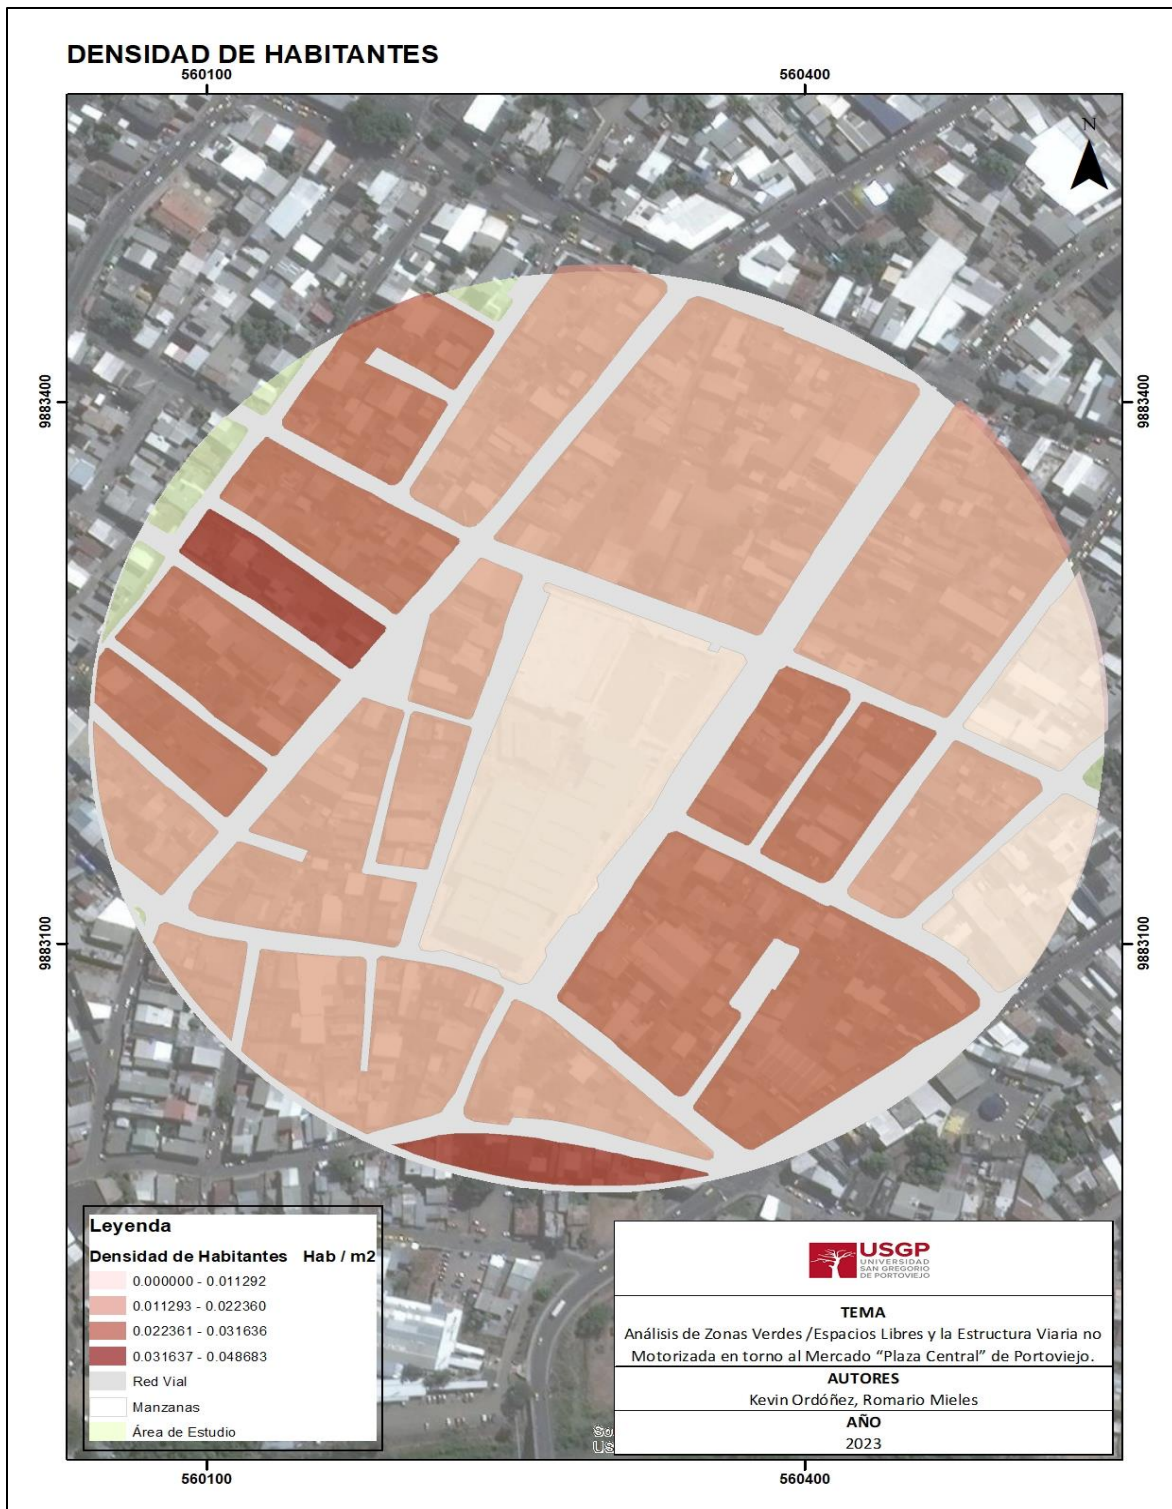 DENSIDAD DE HABITANTES
560100 560400
N
9883400 9883400
9883100 9883100
Leyenda
Densidad de Habitantes Hab / m2
0.000000 - 0.011292
0.011293 - 0.022360
0.022361 - 0.031636
0.031637 - 0.048683
Red Vial
Manzanas
Área de Estudio
USGP
UNIVERSIDAD
SAN GREGORIO
DE PORTOVIEJO
TEMA
Análisis de Zonas Verdes /Espacios Libres y la Estructura Viaria no
Motorizada en torno al Mercado “Plaza Central” de Portoviejo.
AUTORES
Kevin Ordóñez, Romario Mieles
AÑO
2023
560100 560400